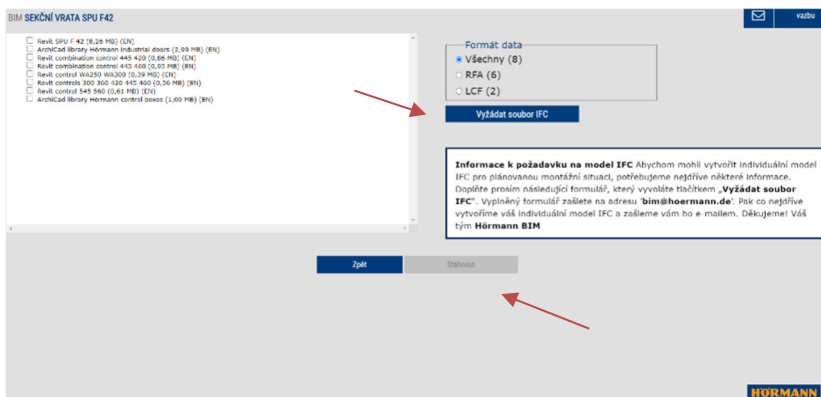 BIM SEKČNÍ VRATA SPU F42
vazbu
Revit SPU F 42 (8,26 MB) (EN)
ArchiCad library Hörmann industrial doors (2,99 MB) (EN)
Revit combination control 445 420 (0,86 MB) (EN)
Revit combination control 445 460 (0,95 MB) (EN)
Revit control WA250 WA300 (0,39 MB) (EN)
Revit controls 300 360 420 445 460 (0,56 MB) (EN)
Revit control 545 560 (0,61 MB) (EN)
ArchiCad library Hörmann control boxes (1,09 MB) (EN)
Formát data
Všechny (8)
RFA (6)
LCF (2)
Vyžádat soubor IFC
Informace k požadavku na model IFC Abychom mohli vytvořit individuální model
IFC pro plánovanou montážní situaci, potřebujeme nejdříve některé informace.
Doplňte prosím následující formulář, který vyvoláte tlačítkem „Vyžádat soubor
IFC“. Vyplněný formulář zašlete na adresu 'bim@hoermann.de'. Pak co nejdříve
vytvoříme váš individuální model IFC a zašleme vám ho e-mailem. Děkujeme! Váš
tým Hörmann BIM
Zpět
Stáhnout
HÖRMANN